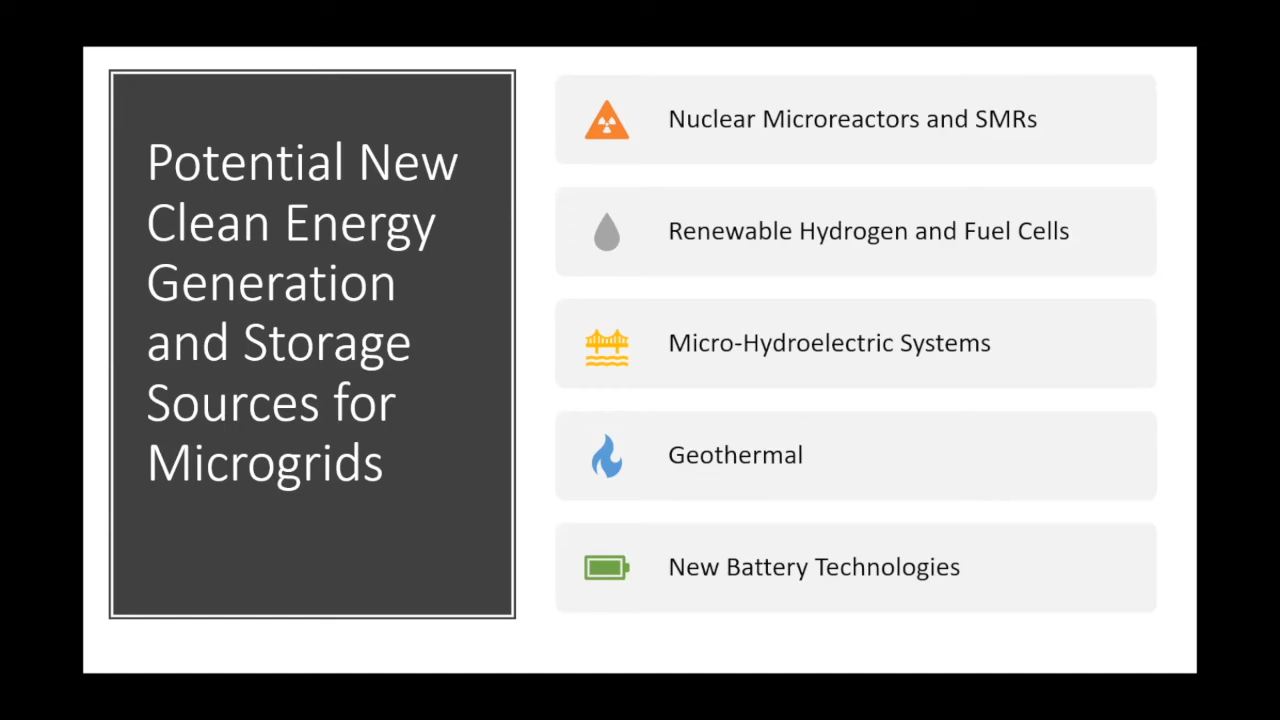 Potential New
Clean Energy
Generation
and Storage
Sources for
Microgrids
Nuclear Microreactors and SMRs
Renewable Hydrogen and Fuel Cells
Micro-Hydroelectric Systems
Geothermal
New Battery Technologies